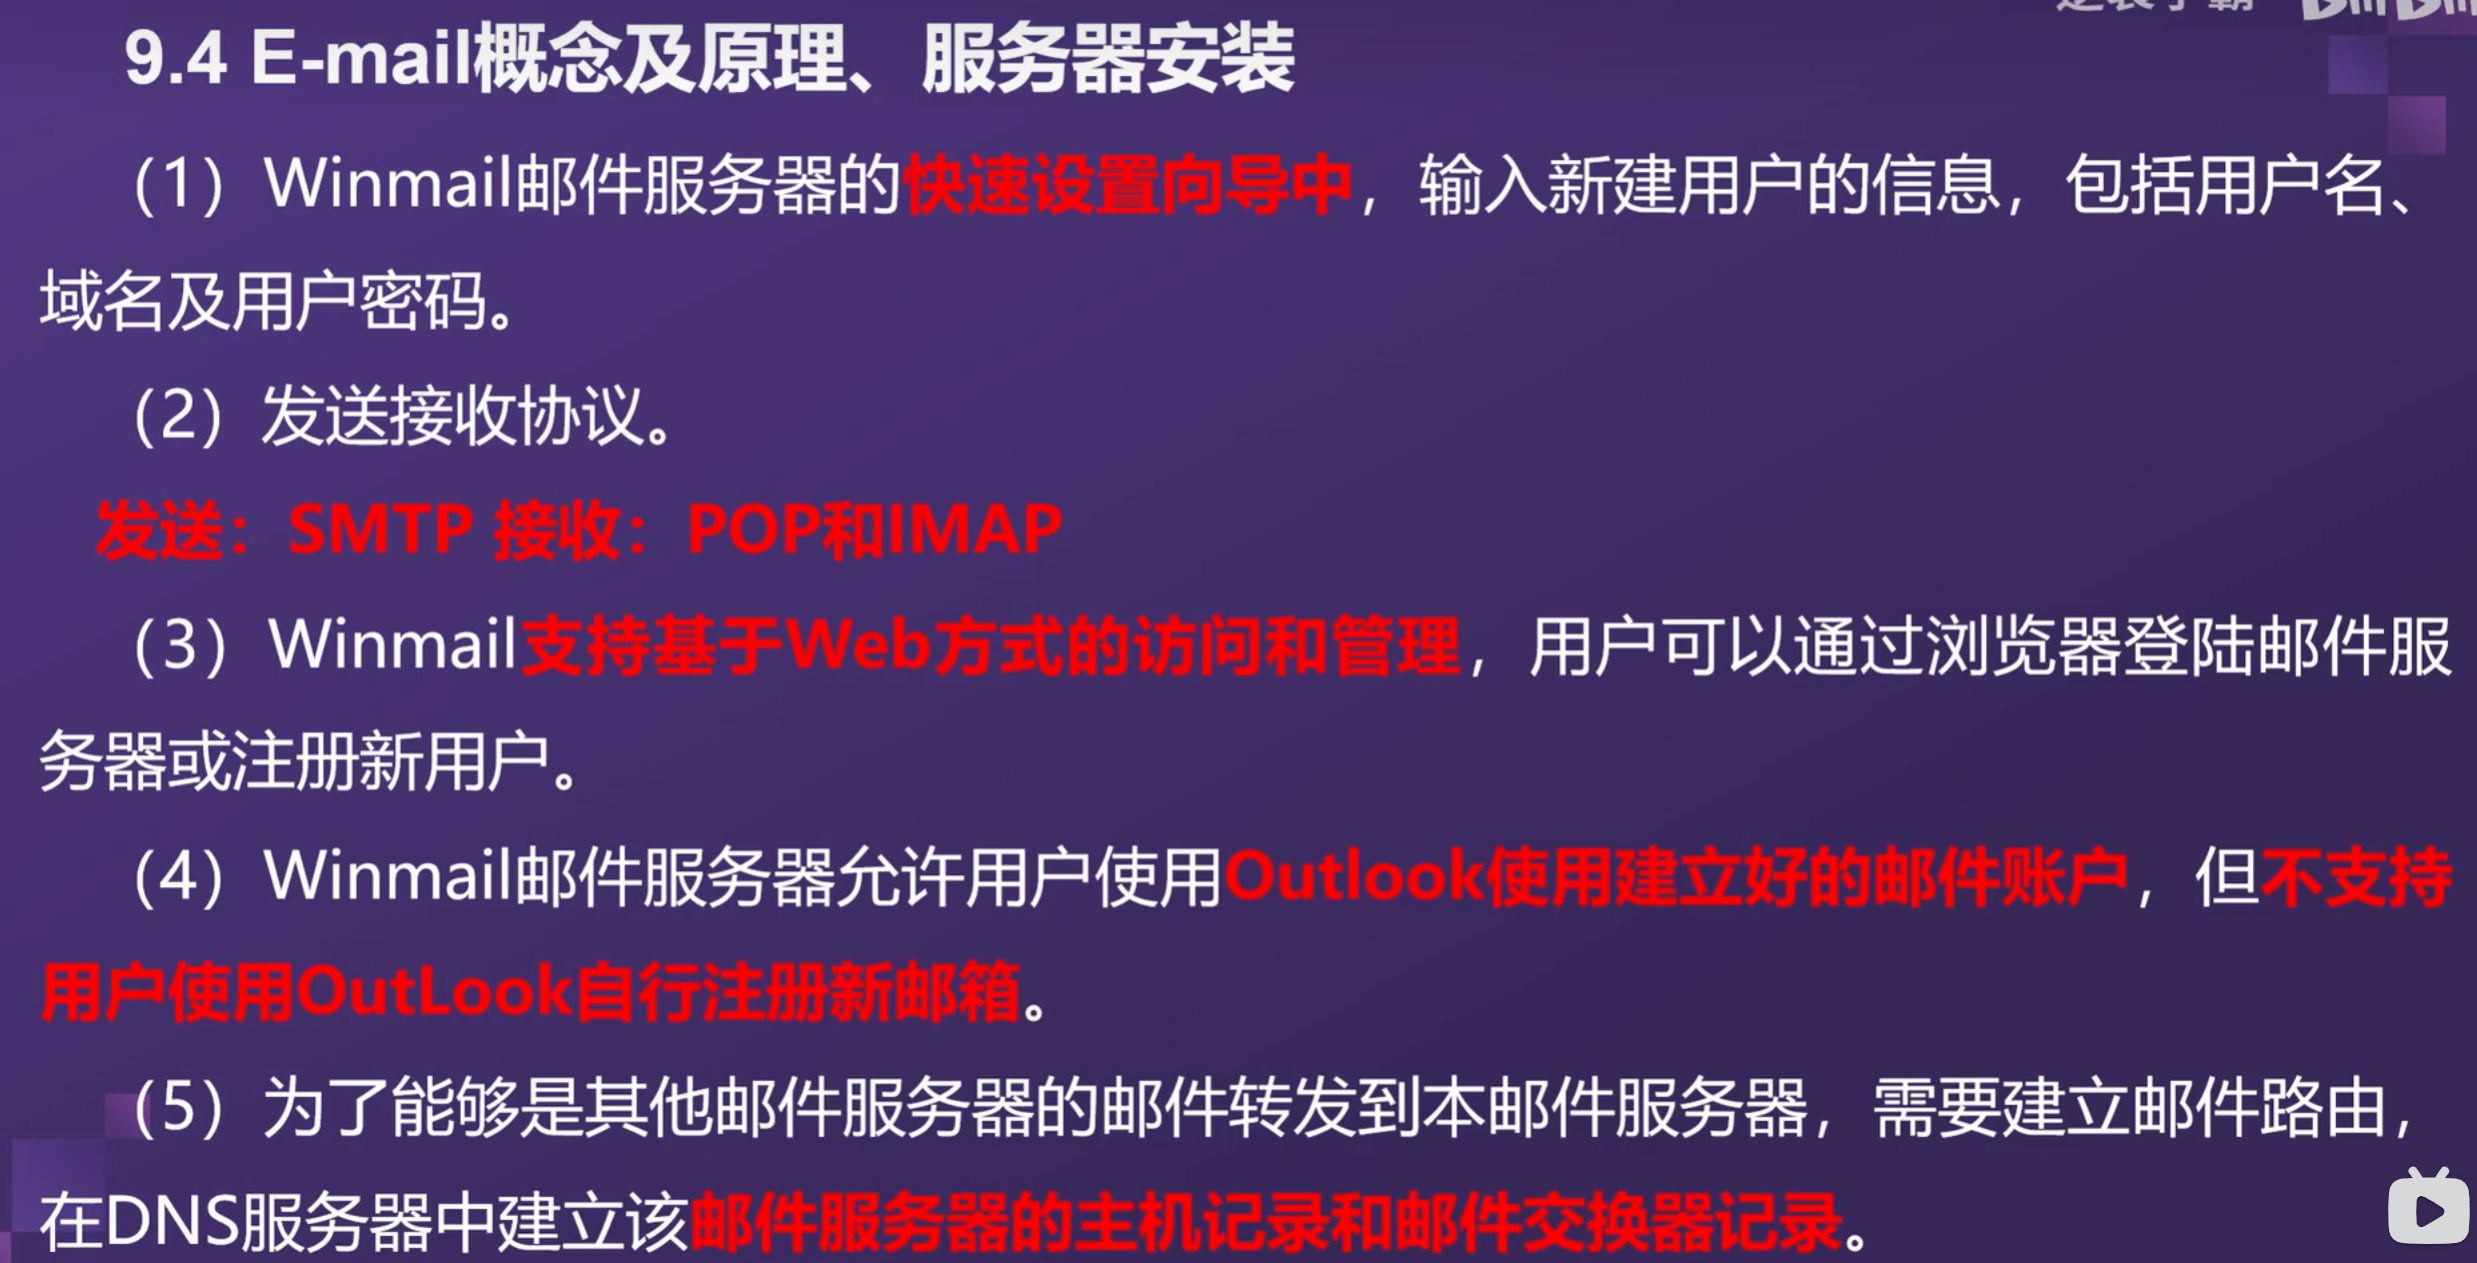 9.4 E-mail概念及原理、服务器安装
（1）Winmail邮件服务器的快速设置向导中，输入新建用户的信息，包括用户名、
域名及用户密码。
（2）发送接收协议。
发送：SMTP 接收：POP和IMAP
（3）Winmail支持基于Web方式的访问和管理，用户可以通过浏览器登陆邮件服
务器或注册新用户。
（4）Winmail邮件服务器允许用户使用Outlook使用建立好的邮件账户，但不支持
用户使用OutLook自行注册新邮箱。
（5）为了能够是其他邮件服务器的邮件转发到本邮件服务器，需要建立邮件路由，
在DNS服务器中建立该邮件服务器的主机记录和邮件交换器记录。